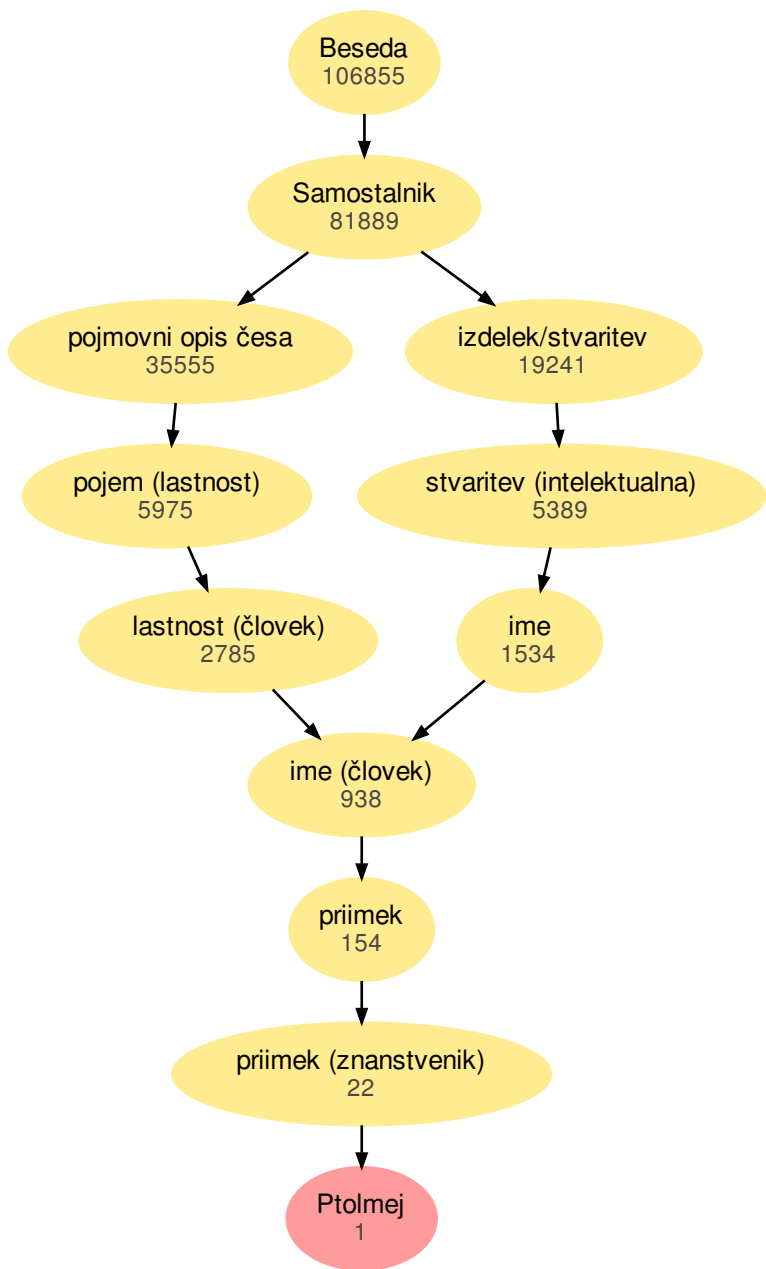 Beseda
106855
Samostalnik
81889
pojmovni opis česa
35555
izdelek/stvaritev
19241
pojem (lastnost)
5975
stvaritev (intelektualna)
5389
lastnost (človek)
2785
ime
1534
ime (človek)
938
priimek
154
priimek (znanstvenik)
22
Ptolmej
1